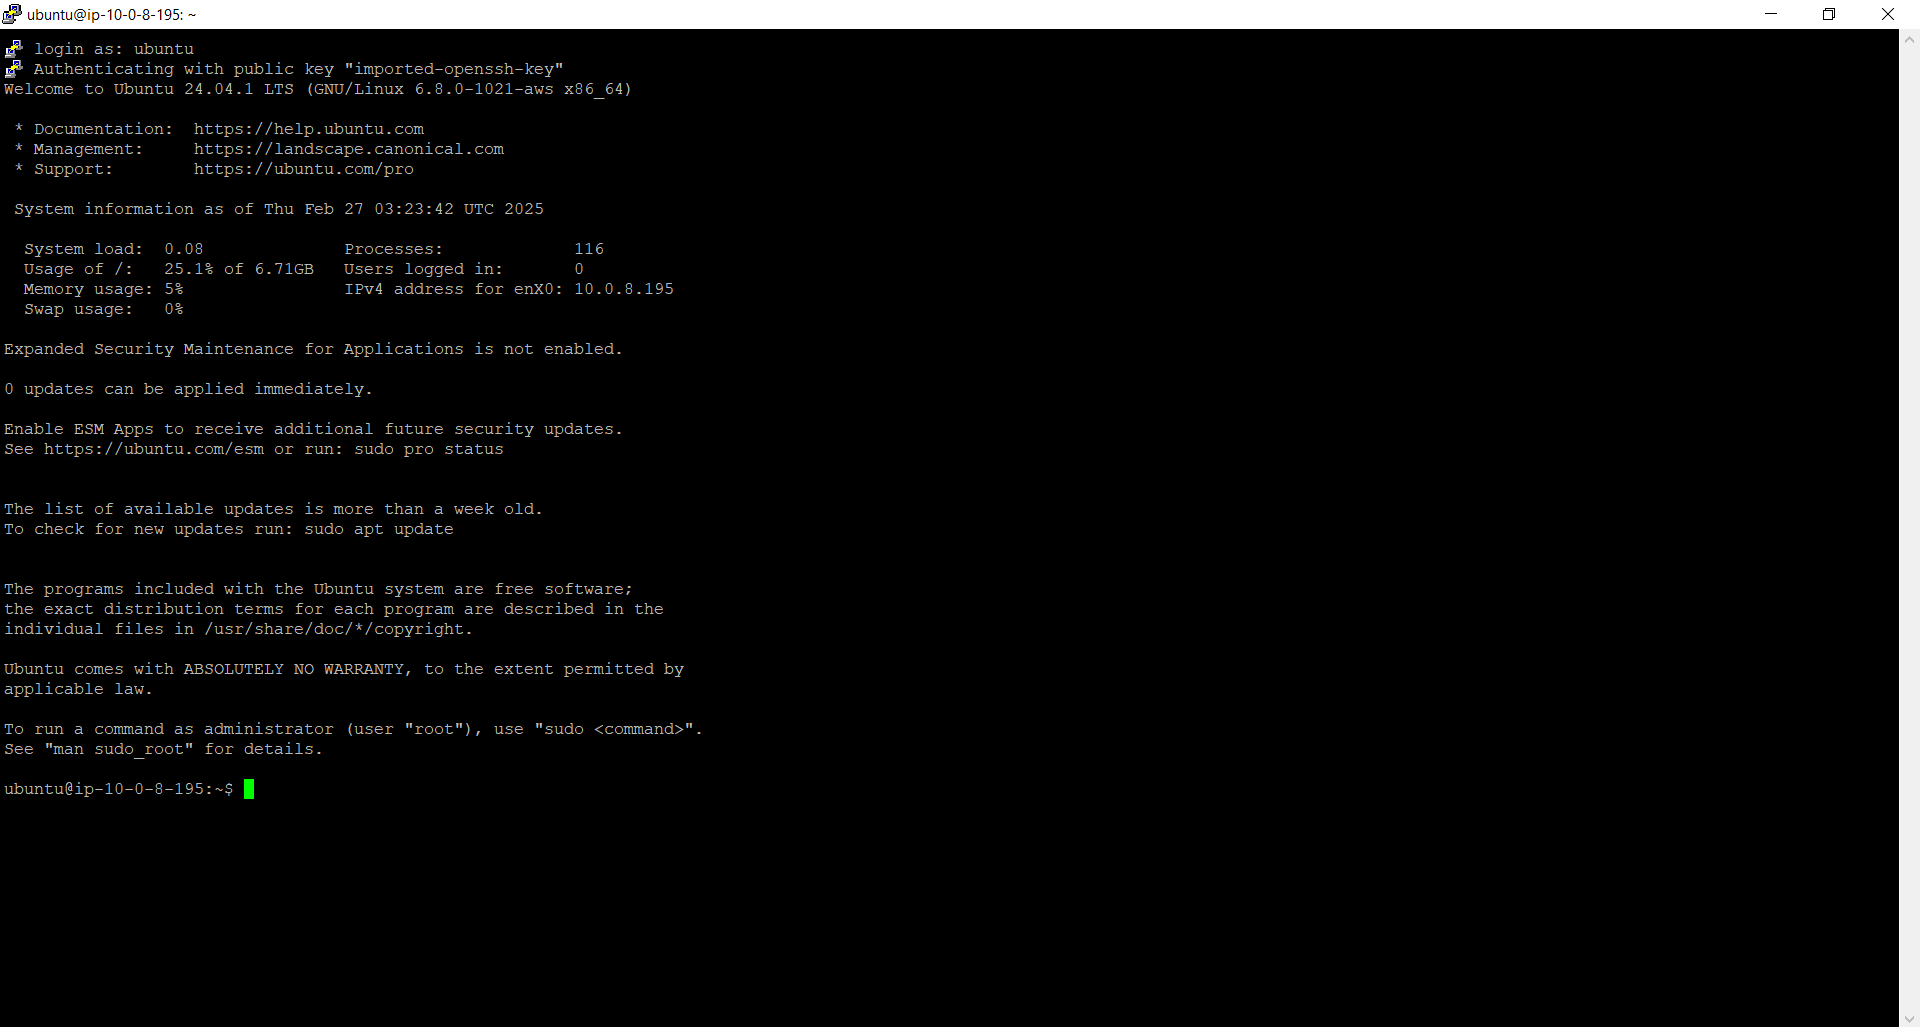 ubuntu@ip-10-0-8-195: ~
login as: ubuntu
Authenticating with public key "imported-openssh-key"
Welcome to Ubuntu 24.04.1 LTS (GNU/Linux 6.8.0-1021-aws x86_64)
* Documentation:  https://help.ubuntu.com
* Management:     https://landscape.canonical.com
* Support:        https://ubuntu.com/pro
System information as of Thu Feb 27 03:23:42 UTC 2025
System load:  0.08              Processes:             116
Usage of /:   25.1% of 6.71GB   Users logged in:       0
Memory usage: 5%                IPv4 address for enX0: 10.0.8.195
Swap usage:   0%
Expanded Security Maintenance for Applications is not enabled.
0 updates can be applied immediately.
Enable ESM Apps to receive additional future security updates.
See https://ubuntu.com/esm or run: sudo pro status
The list of available updates is more than a week old.
To check for new updates run: sudo apt update
The programs included with the Ubuntu system are free software;
the exact distribution terms for each program are described in the
individual files in /usr/share/doc/*/copyright.
Ubuntu comes with ABSOLUTELY NO WARRANTY, to the extent permitted by
applicable law.
To run a command as administrator (user "root"), use "sudo <command>".
See "man sudo_root" for details.
ubuntu@ip-10-0-8-195:~$